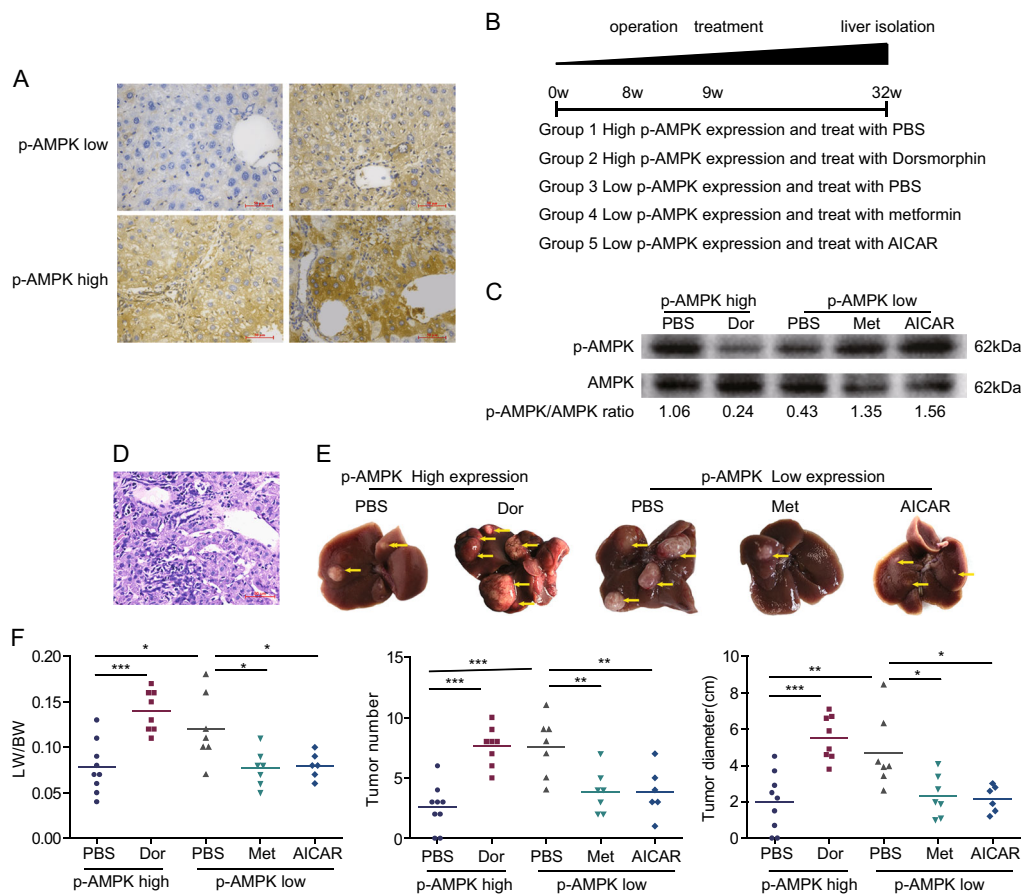 A
p-AMPK low
p-AMPK high
B
operation treatment liver isolation
0w 8w 9w 32w
Group 1 High p-AMPK expression and treat with PBS
Group 2 High p-AMPK expression and treat with Dorsmorphin
Group 3 Low p-AMPK expression and treat with PBS
Group 4 Low p-AMPK expression and treat with metformin
Group 5 Low p-AMPK expression and treat with AICAR
C
p-AMPK high p-AMPK low
PBS Dor PBS Met AICAR
p-AMPK 62kDa
AMPK 62kDa
p-AMPK/AMPK ratio 1.06 0.24 0.43 1.35 1.56
D
E
p-AMPK High expression p-AMPK Low expression
PBS Dor PBS Met AICAR
F
LW/BW
0.20
0.15
0.10
0.05
0.00
* *
*** *
PBS Dor PBS Met AICAR
p-AMPK high p-AMPK low
Tumor number
15
10
5
0
*** **
*** **
PBS Dor PBS Met AICAR
p-AMPK high p-AMPK low
Tumor diameter(cm)
10
8
6
4
2
0
** *
*** *
PBS Dor PBS Met AICAR
p-AMPK high p-AMPK low